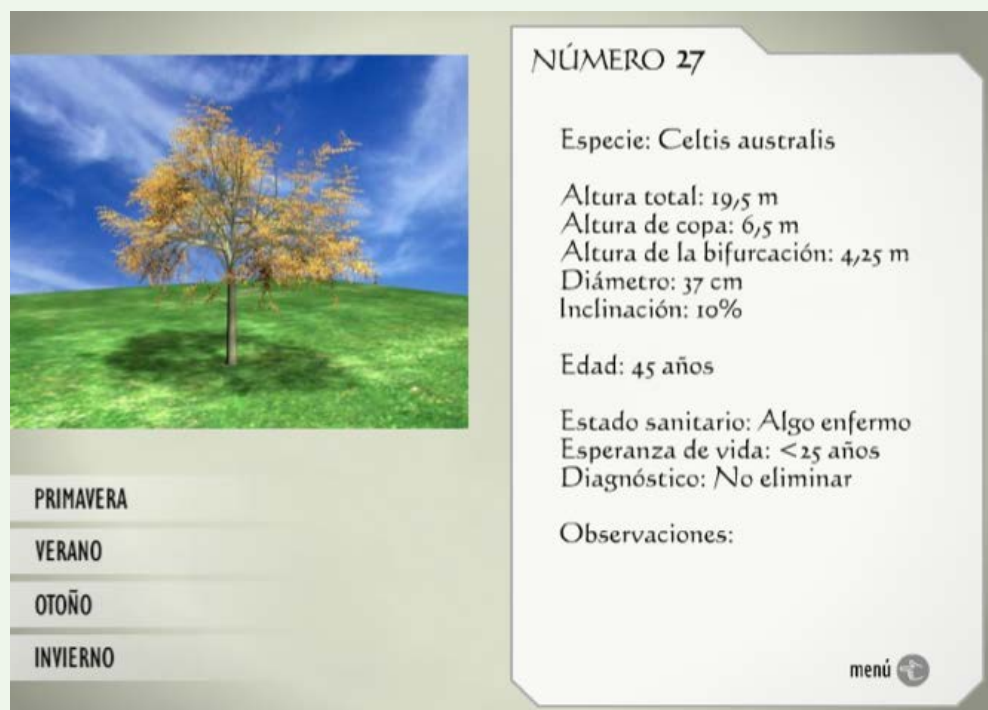 NÚMERO 27
Especie: Celtis australis
Altura total: 19,5 m
Altura de copa: 6,5 m
Altura de la bifurcación: 4,25 m
Diámetro: 37 cm
Inclinación: 10%
Edad: 45 años
Estado sanitario: Algo enfermo
Esperanza de vida: <25 años
Diagnóstico: No eliminar
Observaciones:
PRIMAVERA
VERANO
OTOÑO
INVIERNO
menú